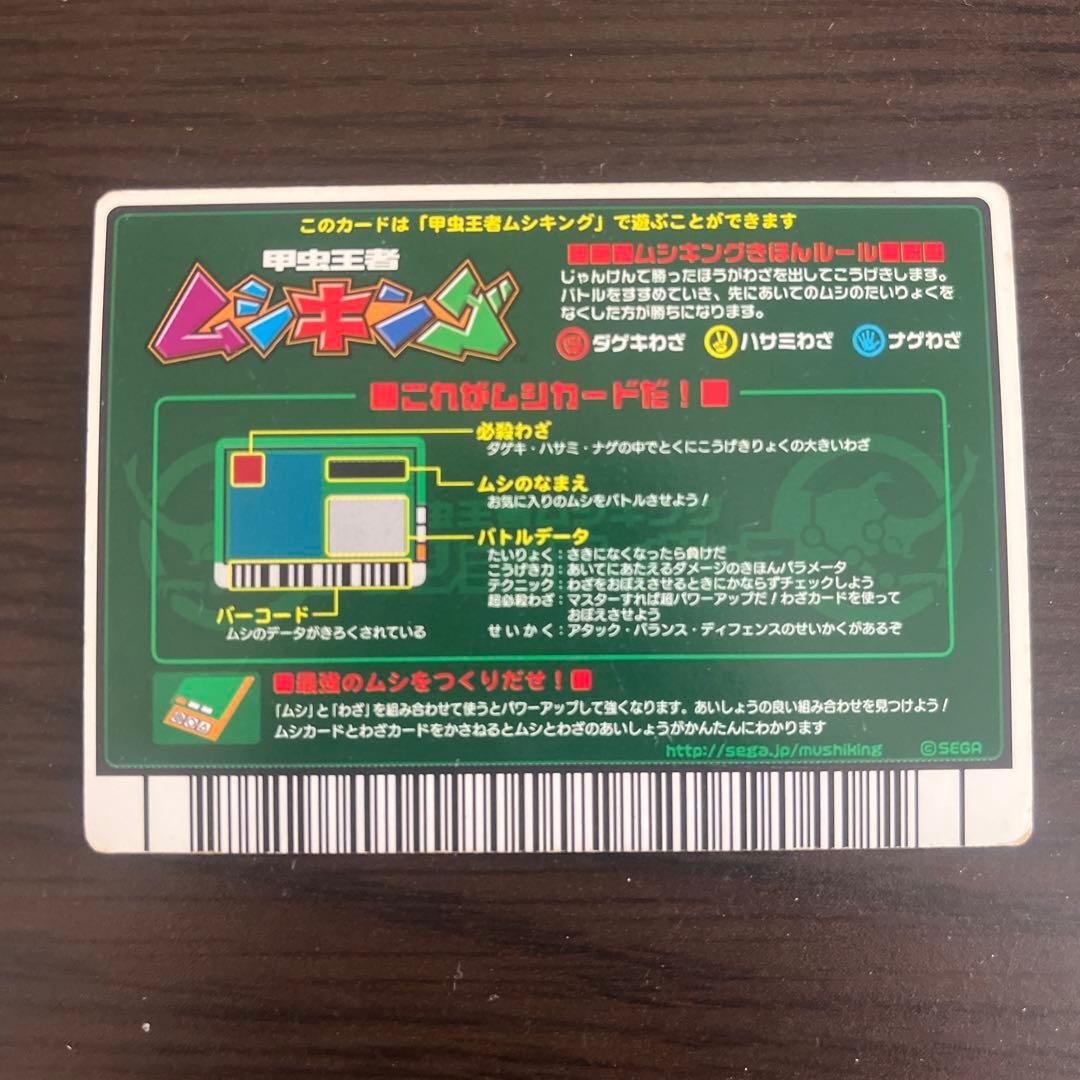 このカードは「甲虫王者ムシキング」で遊ぶことができます
甲虫王者
ムシキング
ムシキングきほんルール
じゃんけんで勝ったほうがわざを出してこうげきします。
バトルをすすめていき、先にあいてのムシのたいりょくを
なくした方が勝ちになります。
ダゲキわざ ハサミわざ ナゲわざ
これがムシカードだ！
必殺わざ
ダゲキ・ハサミ・ナゲの中でとくにこうげきりょくの大きいわざ
ムシのなまえ
お気に入りのムシをバトルさせよう！
バトルデータ
たいりょく：さきになくなったら負けだ
こうげき力：あいてにあたえるダメージのきほんパラメータ
テクニック：わざをおぼえさせるときにかならずチェックしよう
超必殺わざ：マスターすれば超パワーアップだ！わざカードを使って
おぼえさせよう
せいかく：アタック・バランス・ディフェンスのせいかくがあるぞ
バーコード
ムシのデータがきろくされている
最強のムシをつくりだせ！
「ムシ」と「わざ」を組み合わせて使うとパワーアップして強くなります。あいしょうの良い組み合わせを見つけよう！
ムシカードとわざカードをかさねるとムシとわざのあいしょうがかんたんにわかります
http://sega.jp/mushiking ©SEGA